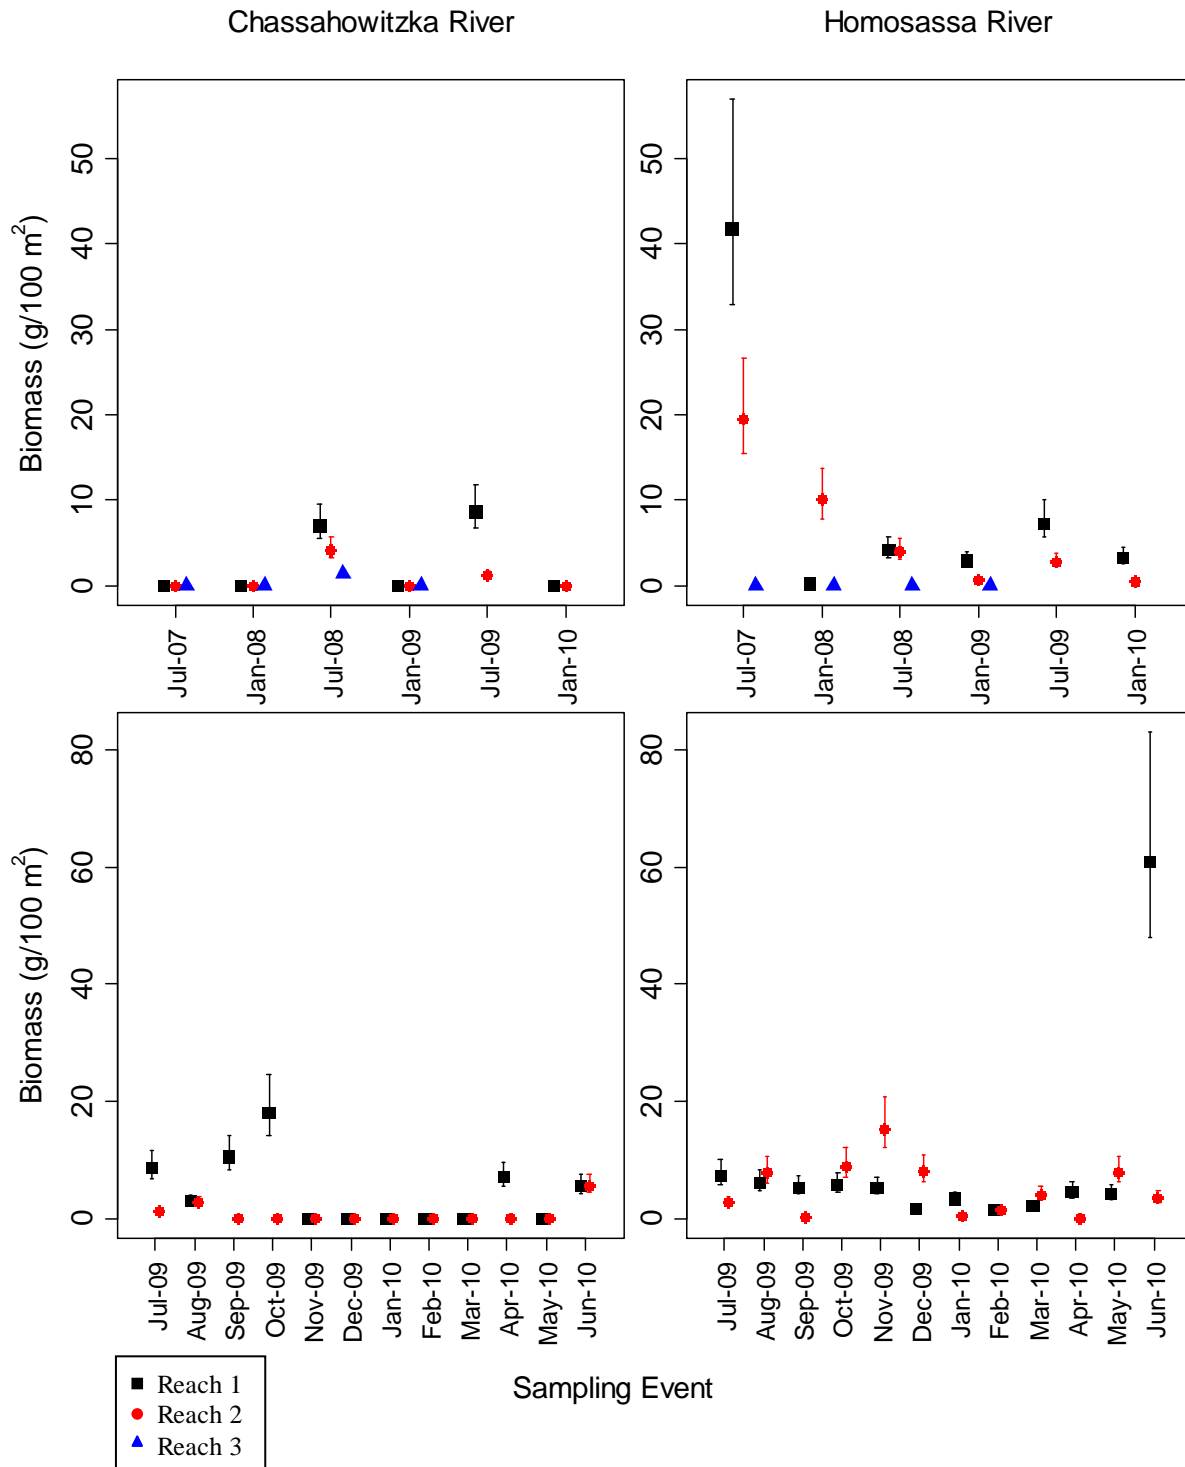 Chassahowitzka River
Homosassa River
Biomass (g/100 m²)
0
10
20
30
40
50
Jul-07
Jan-08
Jul-08
Jan-09
Jul-09
Jan-10
0
10
20
30
40
50
Jul-07
Jan-08
Jul-08
Jan-09
Jul-09
Jan-10
Biomass (g/100 m²)
0
20
40
60
80
Jul-09
Aug-09
Sep-09
Oct-09
Nov-09
Dec-09
Jan-10
Feb-10
Mar-10
Apr-10
May-10
Jun-10
0
20
40
60
80
Jul-09
Aug-09
Sep-09
Oct-09
Nov-09
Dec-09
Jan-10
Feb-10
Mar-10
Apr-10
May-10
Jun-10
Sampling Event
Reach 1
Reach 2
Reach 3